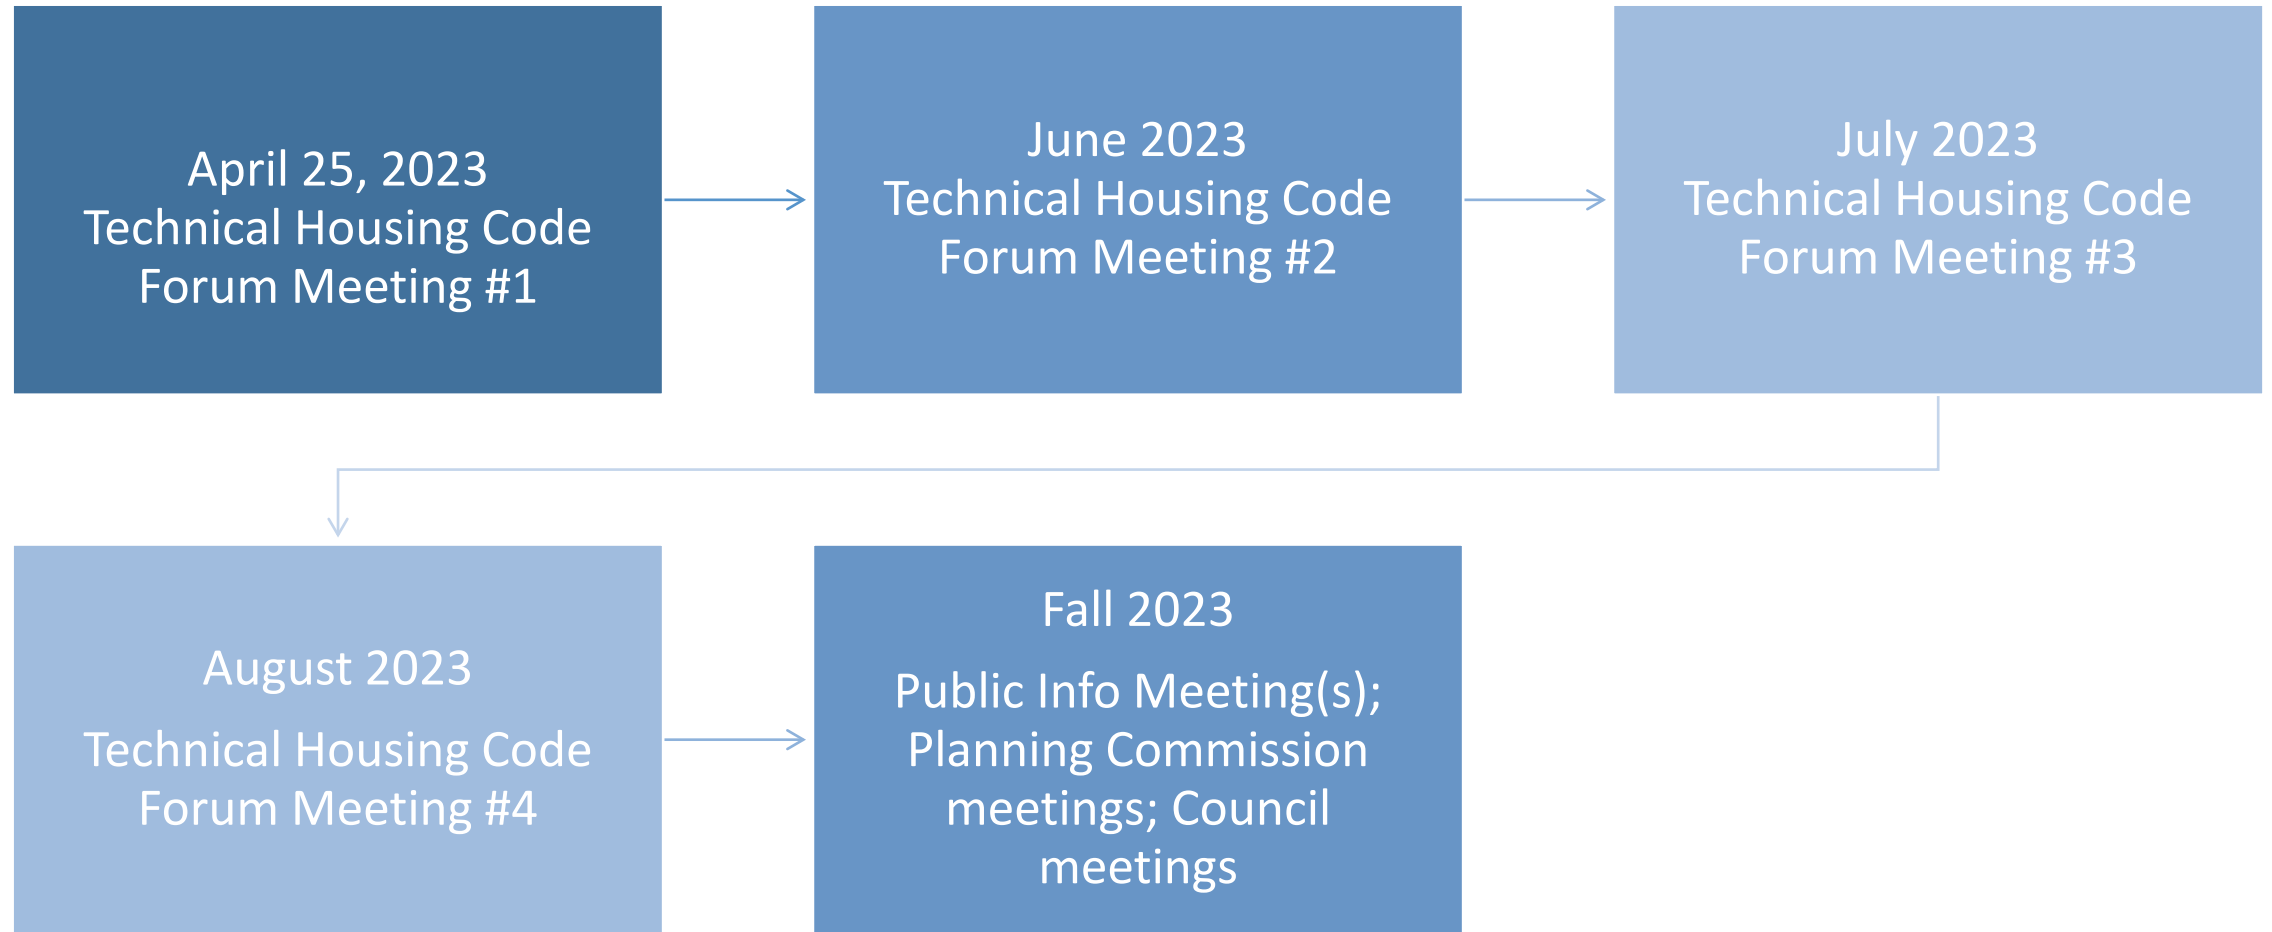 April 25, 2023
Technical Housing Code
Forum Meeting #1
June 2023
Technical Housing Code
Forum Meeting #2
July 2023
Technical Housing Code
Forum Meeting #3
August 2023
Technical Housing Code
Forum Meeting #4
Fall 2023
Public Info Meeting(s);
Planning Commission
meetings; Council
meetings